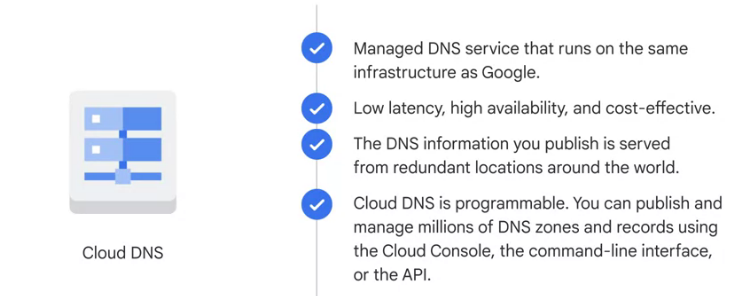 Managed DNS service that runs on the same
infrastructure as Google.
Low latency, high availability, and cost-effective.
The DNS information you publish is served
from redundant locations around the world.
Cloud DNS is programmable. You can publish and
manage millions of DNS zones and records using
the Cloud Console, the command-line interface,
or the API.
Cloud DNS